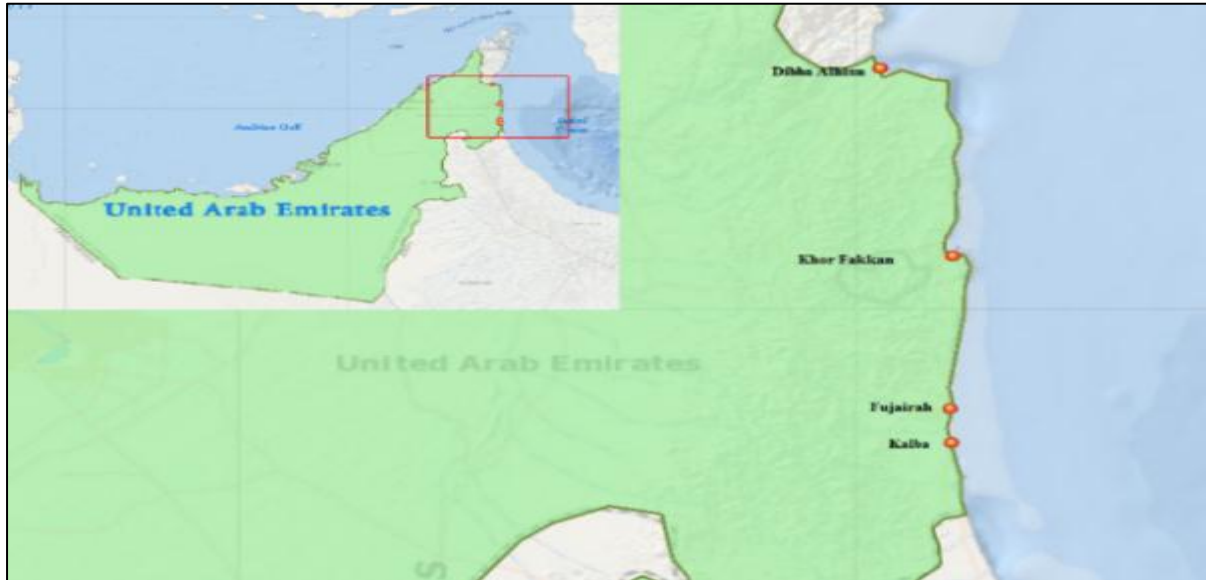 Arabian Gulf
United Arab Emirates
Dibba Alhisn
Khor Fakkan
United Arab Emirates
Fujairah
Kalba
S